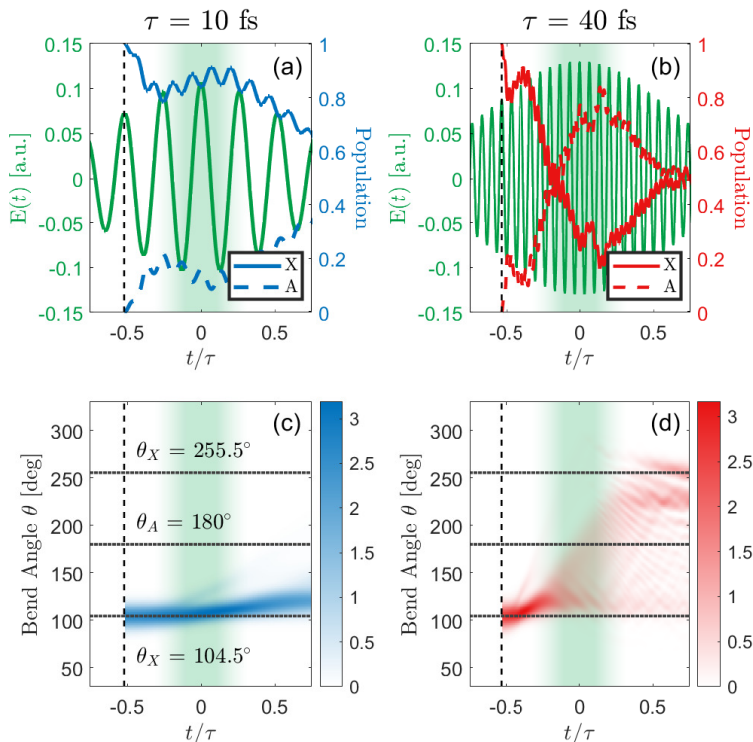 τ = 10 fs
τ = 40 fs
(a)
E(t) [a.u.]
0.15
0.1
0.05
0
-0.05
-0.1
-0.15
1
0.8
0.6
0.4
0.2
0
Population
X
A
-0.5
0
0.5
t/τ
(b)
E(t) [a.u.]
0.15
0.1
0.05
0
-0.05
-0.1
-0.15
1
0.8
0.6
0.4
0.2
0
Population
X
A
-0.5
0
0.5
t/τ
(c)
Bend Angle θ [deg]
300
250
200
150
100
50
θ_X = 255.5°
θ_A = 180°
θ_X = 104.5°
-0.5
0
0.5
t/τ
3
2.5
2
1.5
1
0.5
0
(d)
Bend Angle θ [deg]
300
250
200
150
100
50
-0.5
0
0.5
t/τ
3
2.5
2
1.5
1
0.5
0